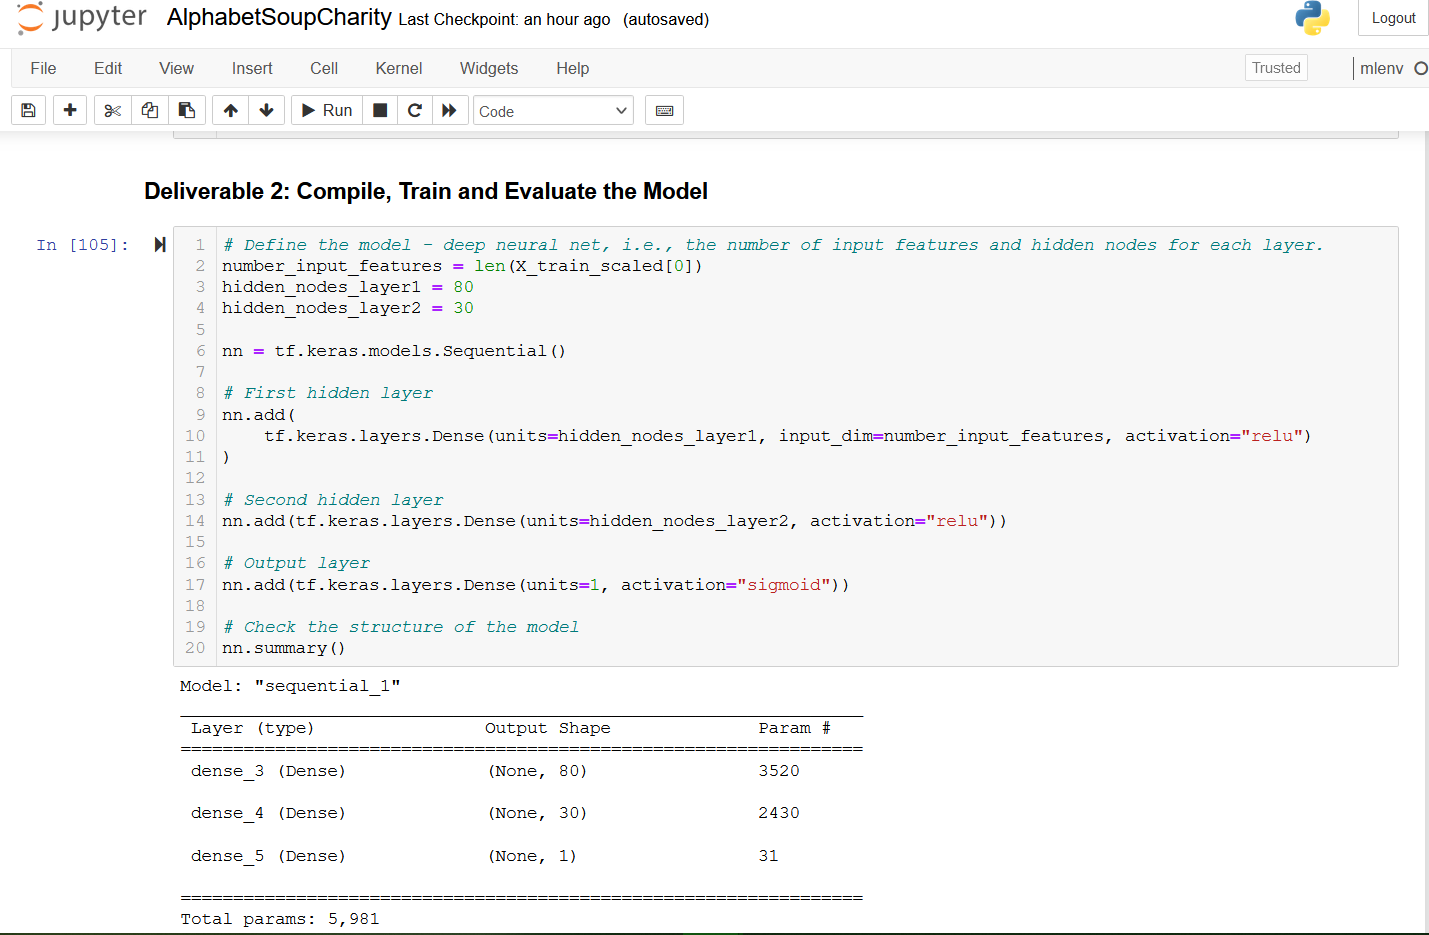 jupyter AlphabetSoupCharity Last Checkpoint: an hour ago (autosaved) Logout
File Edit View Insert Cell Kernel Widgets Help Trusted mlenv
Run Code
Deliverable 2: Compile, Train and Evaluate the Model
In [105]:
1 # Define the model - deep neural net, i.e., the number of input features and hidden nodes for each layer.
2 number_input_features = len(X_train_scaled[0])
3 hidden_nodes_layer1 = 80
4 hidden_nodes_layer2 = 30
5
6 nn = tf.keras.models.Sequential()
7
8 # First hidden layer
9 nn.add(
10     tf.keras.layers.Dense(units=hidden_nodes_layer1, input_dim=number_input_features, activation="relu")
11 )
12
13 # Second hidden layer
14 nn.add(tf.keras.layers.Dense(units=hidden_nodes_layer2, activation="relu"))
15
16 # Output layer
17 nn.add(tf.keras.layers.Dense(units=1, activation="sigmoid"))
18
19 # Check the structure of the model
20 nn.summary()
Model: "sequential_1"
Layer (type) Output Shape Param #
=================================================================
dense_3 (Dense) (None, 80) 3520
dense_4 (Dense) (None, 30) 2430
dense_5 (Dense) (None, 1) 31
=================================================================
Total params: 5,981